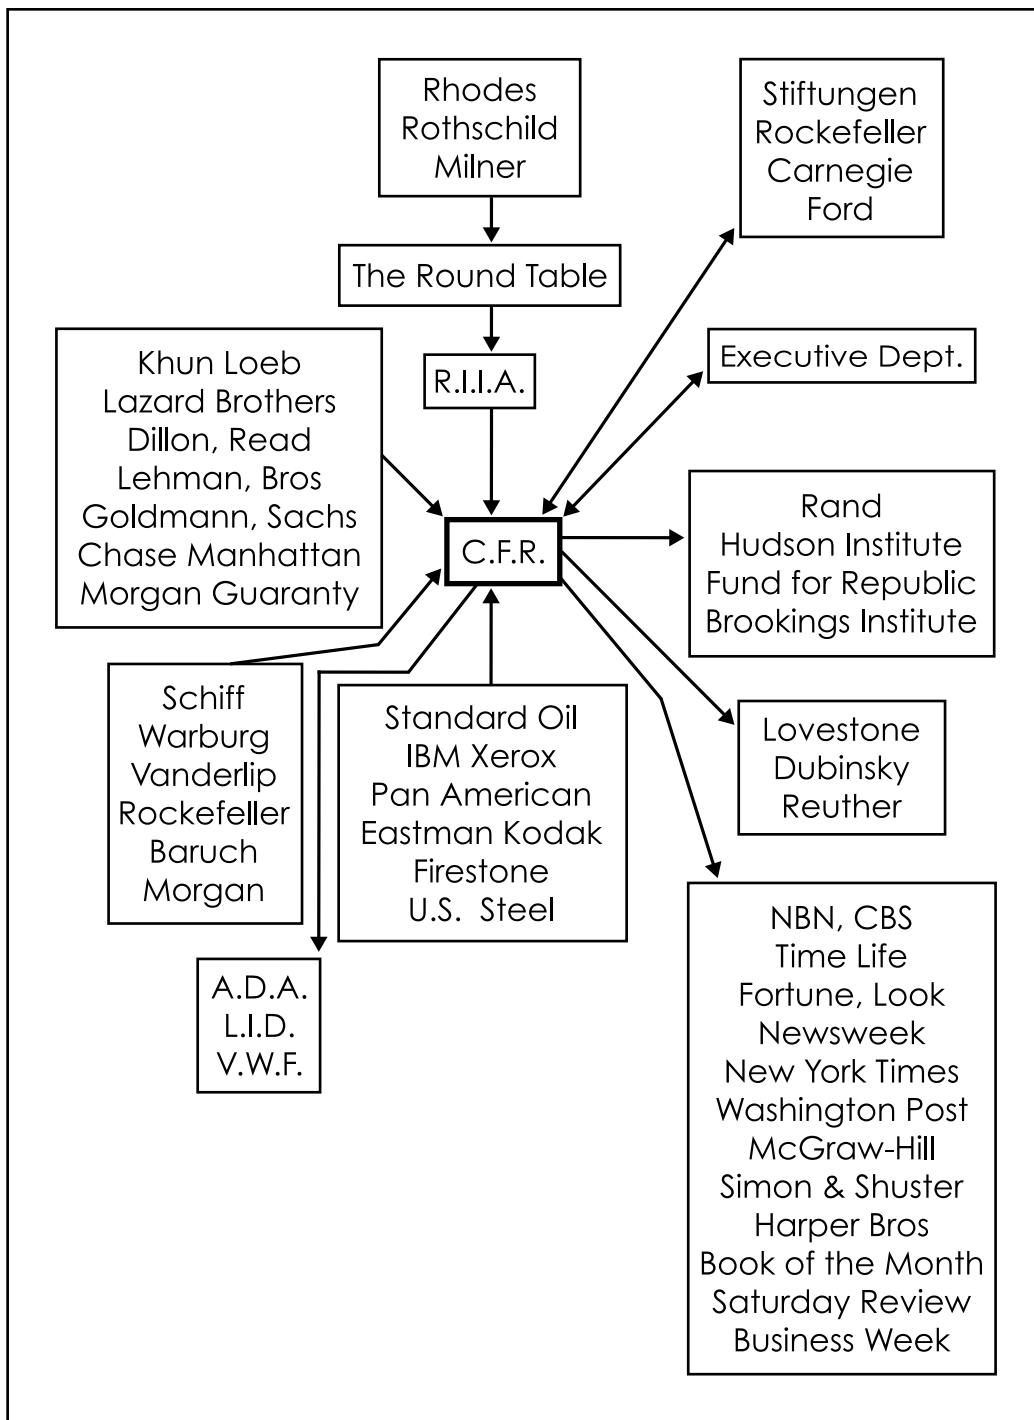 Rhodes
Rothschild
Milner
Stiftungen
Rockefeller
Carnegie
Ford
The Round Table
R.I.I.A.
Executive Dept.
Khun Loeb
Lazard Brothers
Dillon, Read
Lehman, Bros
Goldmann, Sachs
Chase Manhattan
Morgan Guaranty
C.F.R.
Rand
Hudson Institute
Fund for Republic
Brookings Institute
Schiff
Warburg
Vanderlip
Rockefeller
Baruch
Morgan
Standard Oil
IBM Xerox
Pan American
Eastman Kodak
Firestone
U.S. Steel
Lovestone
Dubinsky
Reuther
A.D.A.
L.I.D.
V.W.F.
NBN, CBS
Time Life
Fortune, Look
Newsweek
New York Times
Washington Post
McGraw-Hill
Simon & Shuster
Harper Bros
Book of the Month
Saturday Review
Business Week